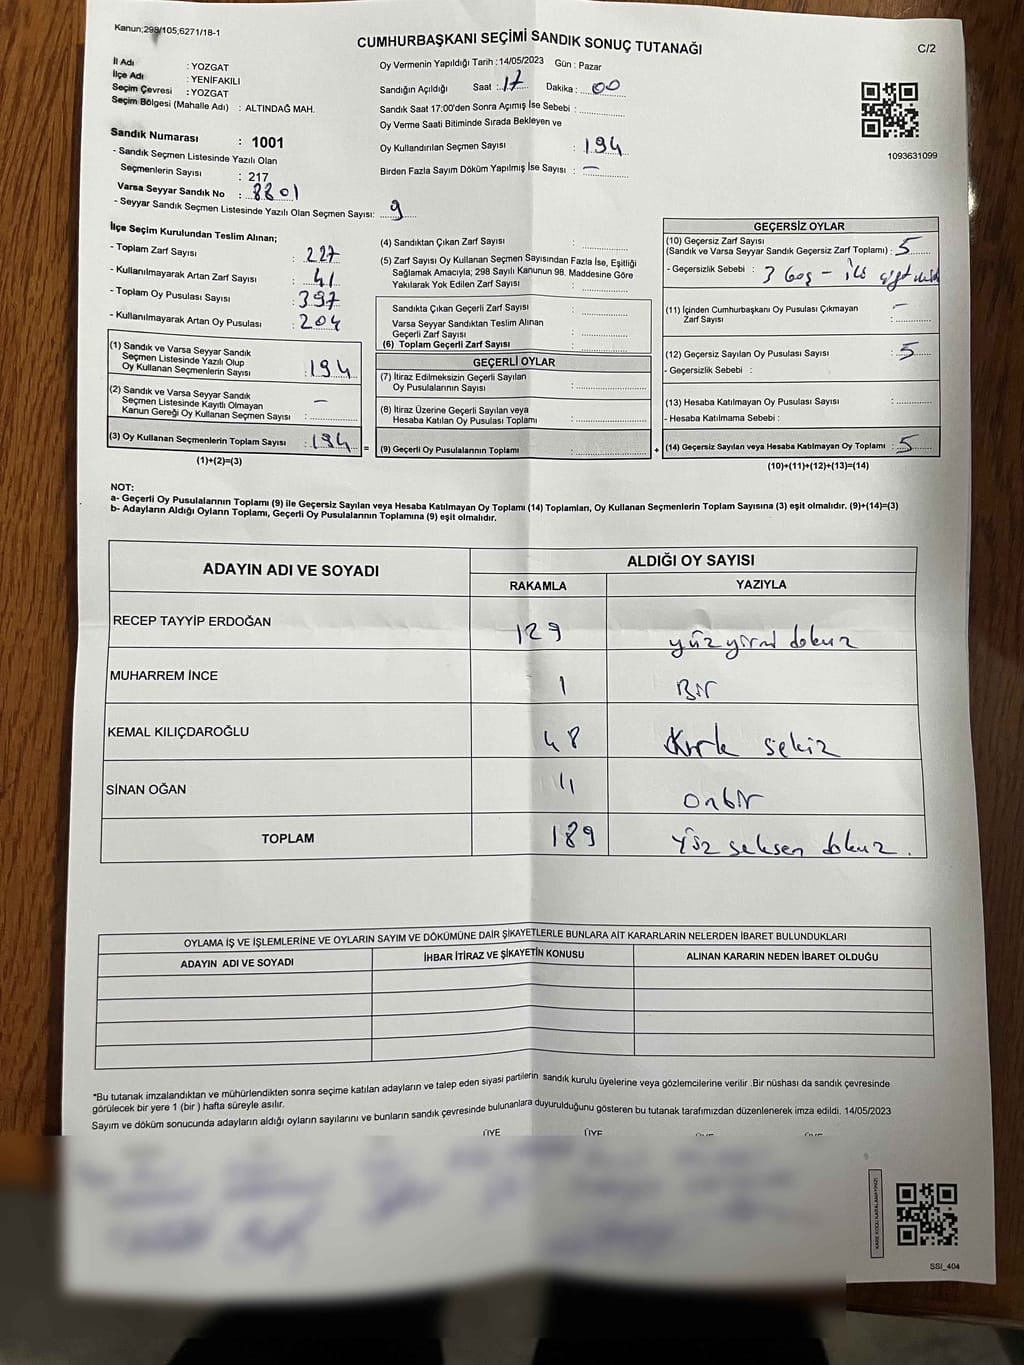 Kanun;298/105;6271/18-1
CUMHURBAŞKANI SEÇİMİ SANDIK SONUÇ TUTANAĞI
C/2
İl Adı : YOZGAT
İlçe Adı : YENİFAKILI
Seçim Çevresi : YOZGAT
Seçim Bölgesi (Mahalle Adı) : ALTINDAĞ MAH.
Sandık Numarası : 1001
- Sandık Seçmen Listesinde Yazılı Olan
Seçmenlerin Sayısı : 217
Varsa Seyyar Sandık No : 8801
- Seyyar Sandık Seçmen Listesinde Yazılı Olan Seçmen Sayısı: 9
Oy Vermenin Yapıldığı Tarih :14/05/2023 Gün : Pazar
Sandığın Açıldığı Saat : 17 Dakika : 00
Sandık Saat 17:00'den Sonra Açımış İse Sebebi :
Oy Verme Saati Bitiminde Sırada Bekleyen ve
Oy Kullandırılan Seçmen Sayısı : 194
Birden Fazla Sayım Döküm Yapılmış İse Sayısı : —
1093631099
İlçe Seçim Kurulundan Teslim Alınan;
- Toplam Zarf Sayısı : 227
- Kullanılmayarak Artan Zarf Sayısı : 41
- Toplam Oy Pusulası Sayısı : 397
- Kullanılmayarak Artan Oy Pusulası : 204
(1) Sandık ve Varsa Seyyar Sandık
Seçmen Listesinde Yazılı Olup
Oy Kullanan Seçmenlerin Sayısı : 194
(2) Sandık ve Varsa Seyyar Sandık
Seçmen Listesinde Kayıtlı Olmayan
Kanun Gereği Oy Kullanan Seçmen Sayısı : —
(3) Oy Kullanan Seçmenlerin Toplam Sayısı : 194 =
(1)+(2)=(3)
(4) Sandıktan Çıkan Zarf Sayısı :
(5) Zarf Sayısı Oy Kullanan Seçmen Sayısından Fazla İse, Eşitliği
Sağlamak Amacıyla; 298 Sayılı Kanunun 98. Maddesine Göre
Yakılarak Yok Edilen Zarf Sayısı :
Sandıkta Çıkan Geçerli Zarf Sayısı :
Varsa Seyyar Sandıktan Teslim Alınan
Geçerli Zarf Sayısı :
(6) Toplam Geçerli Zarf Sayısı :
GEÇERLİ OYLAR
(7) İtiraz Edilmeksizin Geçerli Sayılan
Oy Pusulalarının Sayısı :
(8) İtiraz Üzerine Geçerli Sayılan veya
Hesaba Katılan Oy Pusulası Toplamı :
(9) Geçerli Oy Pusulalarının Toplamı : +
GEÇERSİZ OYLAR
(10) Geçersiz Zarf Sayısı
(Sandık ve Varsa Seyyar Sandık Geçersiz Zarf Toplamı) : 5
- Geçersizlik Sebebi : 3 boş -
(11) İçinden Cumhurbaşkanı Oy Pusulası Çıkmayan
Zarf Sayısı : —
(12) Geçersiz Sayılan Oy Pusulası Sayısı : 5
- Geçersizlik Sebebi :
(13) Hesaba Katılmayan Oy Pusulası Sayısı :
- Hesaba Katılmama Sebebi :
(14) Geçersiz Sayılan veya Hesaba Katılmayan Oy Toplamı : 5
(10)+(11)+(12)+(13)=(14)
NOT:
a- Geçerli Oy Pusulalarının Toplamı (9) ile Geçersiz Sayılan veya Hesaba Katılmayan Oy Toplamı (14) Toplamları, Oy Kullanan Seçmenlerin Toplam Sayısına (3) eşit olmalıdır. (9)+(14)=(3)
b- Adayların Aldığı Oyların Toplamı, Geçerli Oy Pusulalarının Toplamına (9) eşit olmalıdır.
ADAYIN ADI VE SOYADI
ALDIĞI OY SAYISI
RAKAMLA YAZIYLA
RECEP TAYYİP ERDOĞAN 129 yüzyirmi dokuz
MUHARREM İNCE 1 Bir
KEMAL KILIÇDAROĞLU 48 Kırk sekiz
SİNAN OĞAN 11 onbir
TOPLAM 189 Yüz seksen dokuz.
OYLAMA İŞ VE İŞLEMLERİNE VE OYLARIN SAYIM VE DÖKÜMÜNE DAİR ŞİKAYETLERLE BUNLARA AİT KARARLARIN NELERDEN İBARET BULUNDUKLARI
ADAYIN ADI VE SOYADI İHBAR İTİRAZ VE ŞİKAYETİN KONUSU ALINAN KARARIN NEDEN İBARET OLDUĞU
*Bu tutanak imzalandıktan ve mühürlendikten sonra seçime katılan adayların ve talep eden siyasi partilerin sandık kurulu üyelerine veya gözlemcilerine verilir .Bir nüshası da sandık çevresinde
görülecek bir yere 1 (bir ) hafta süreyle asılır.
Sayım ve döküm sonucunda adayların aldığı oyların sayılarını ve bunların sandık çevresinde bulunanlara duyurulduğunu gösteren bu tutanak tarafımızdan düzenlenerek imza edildi. 14/05/2023
ÜYE ÜYE
SSI_404